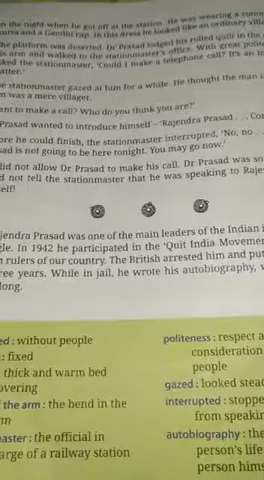 n the night when he got off at the station. He was wearing a
urta and a Gandhi cap. In this dress he looked like an ordinary
he platform was deserted. Dr Prasad lodged his rolled quilt in the
is arm and walked to the stationmaster's office. With great
ked the stationmaster, 'Could I make a telephone call? It's an
atter.'
he stationmaster gazed at him for a while. He thought the man
n was a mere villager.
ant to make a call? Who do you think you are?'
Prasad wanted to introduce himself – 'Rajendra Prasad . . .
ore he could finish, the stationmaster interrupted, 'No, no . .
sad is not going to be here tonight. You may go now.'
did not allow Dr Prasad to make his call. Dr Prasad was so
d not tell the stationmaster that he was speaking to Raje
elf!
jendra Prasad was one of the main leaders of the Indian
gle. In 1942 he participated in the 'Quit India Movemen
n rulers of our country. The British arrested him and put
ree years. While in jail, he wrote his autobiography,
long.
ed : without people
: fixed
thick and warm bed
overing
f the arm : the bend in the
rm
aster : the official in
arge of a railway station
politeness : respect a
consideration
people
gazed : looked stead
interrupted : stoppe
from speakin
autobiography : the
person's life
person hims